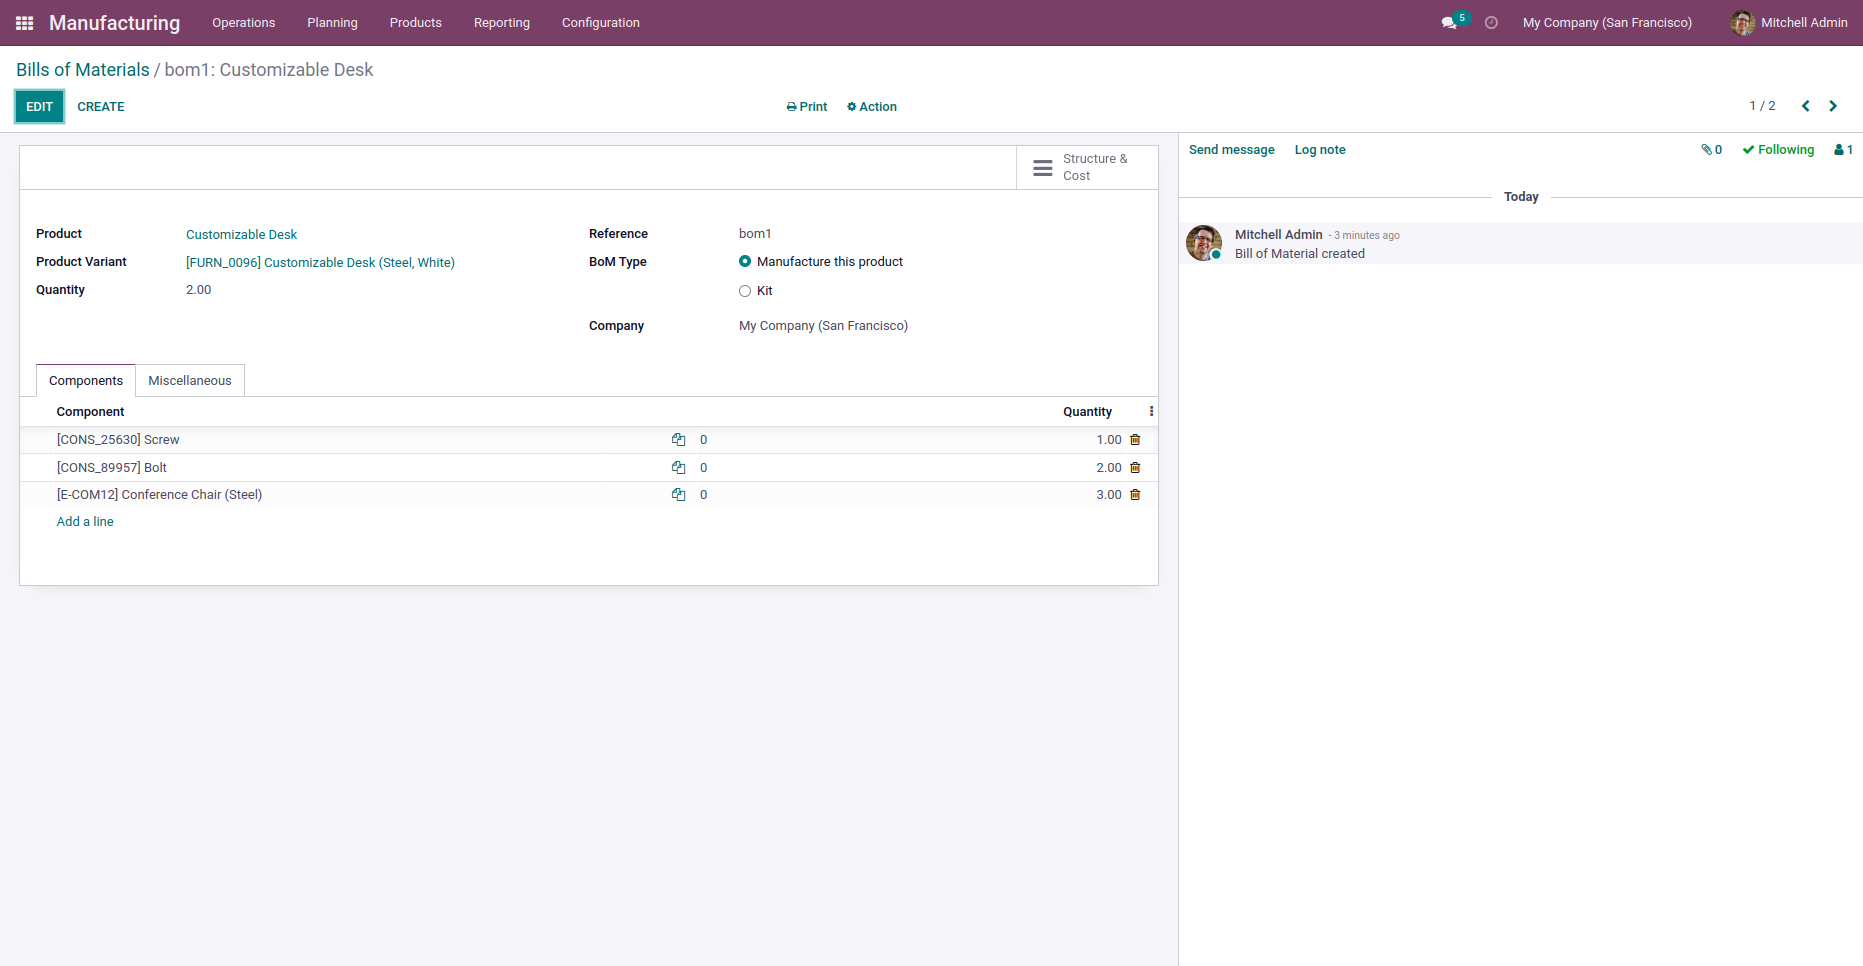 Manufacturing Operations Planning Products Reporting Configuration 5 My Company (San Francisco) Mitchell Admin
Bills of Materials / bom1: Customizable Desk
EDIT CREATE Print Action 1 / 2
Structure &
Cost
Product Customizable Desk
Product Variant [FURN_0096] Customizable Desk (Steel, White)
Quantity 2.00
Reference bom1
BoM Type Manufacture this product
Kit
Company My Company (San Francisco)
Components Miscellaneous
Component Quantity
[CONS_25630] Screw 0 1.00
[CONS_89957] Bolt 0 2.00
[E-COM12] Conference Chair (Steel) 0 3.00
Add a line
Send message Log note 0 Following 1
Today
Mitchell Admin - 3 minutes ago
Bill of Material created